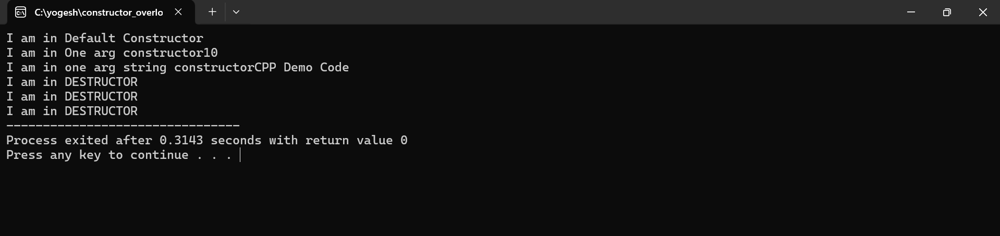 C:\yogesh\constructor_overlo
I am in Default Constructor
I am in One arg constructor10
I am in one arg string constructorCPP Demo Code
I am in DESTRUCTOR
I am in DESTRUCTOR
I am in DESTRUCTOR
--------------------------------
Process exited after 0.3143 seconds with return value 0
Press any key to continue . . .